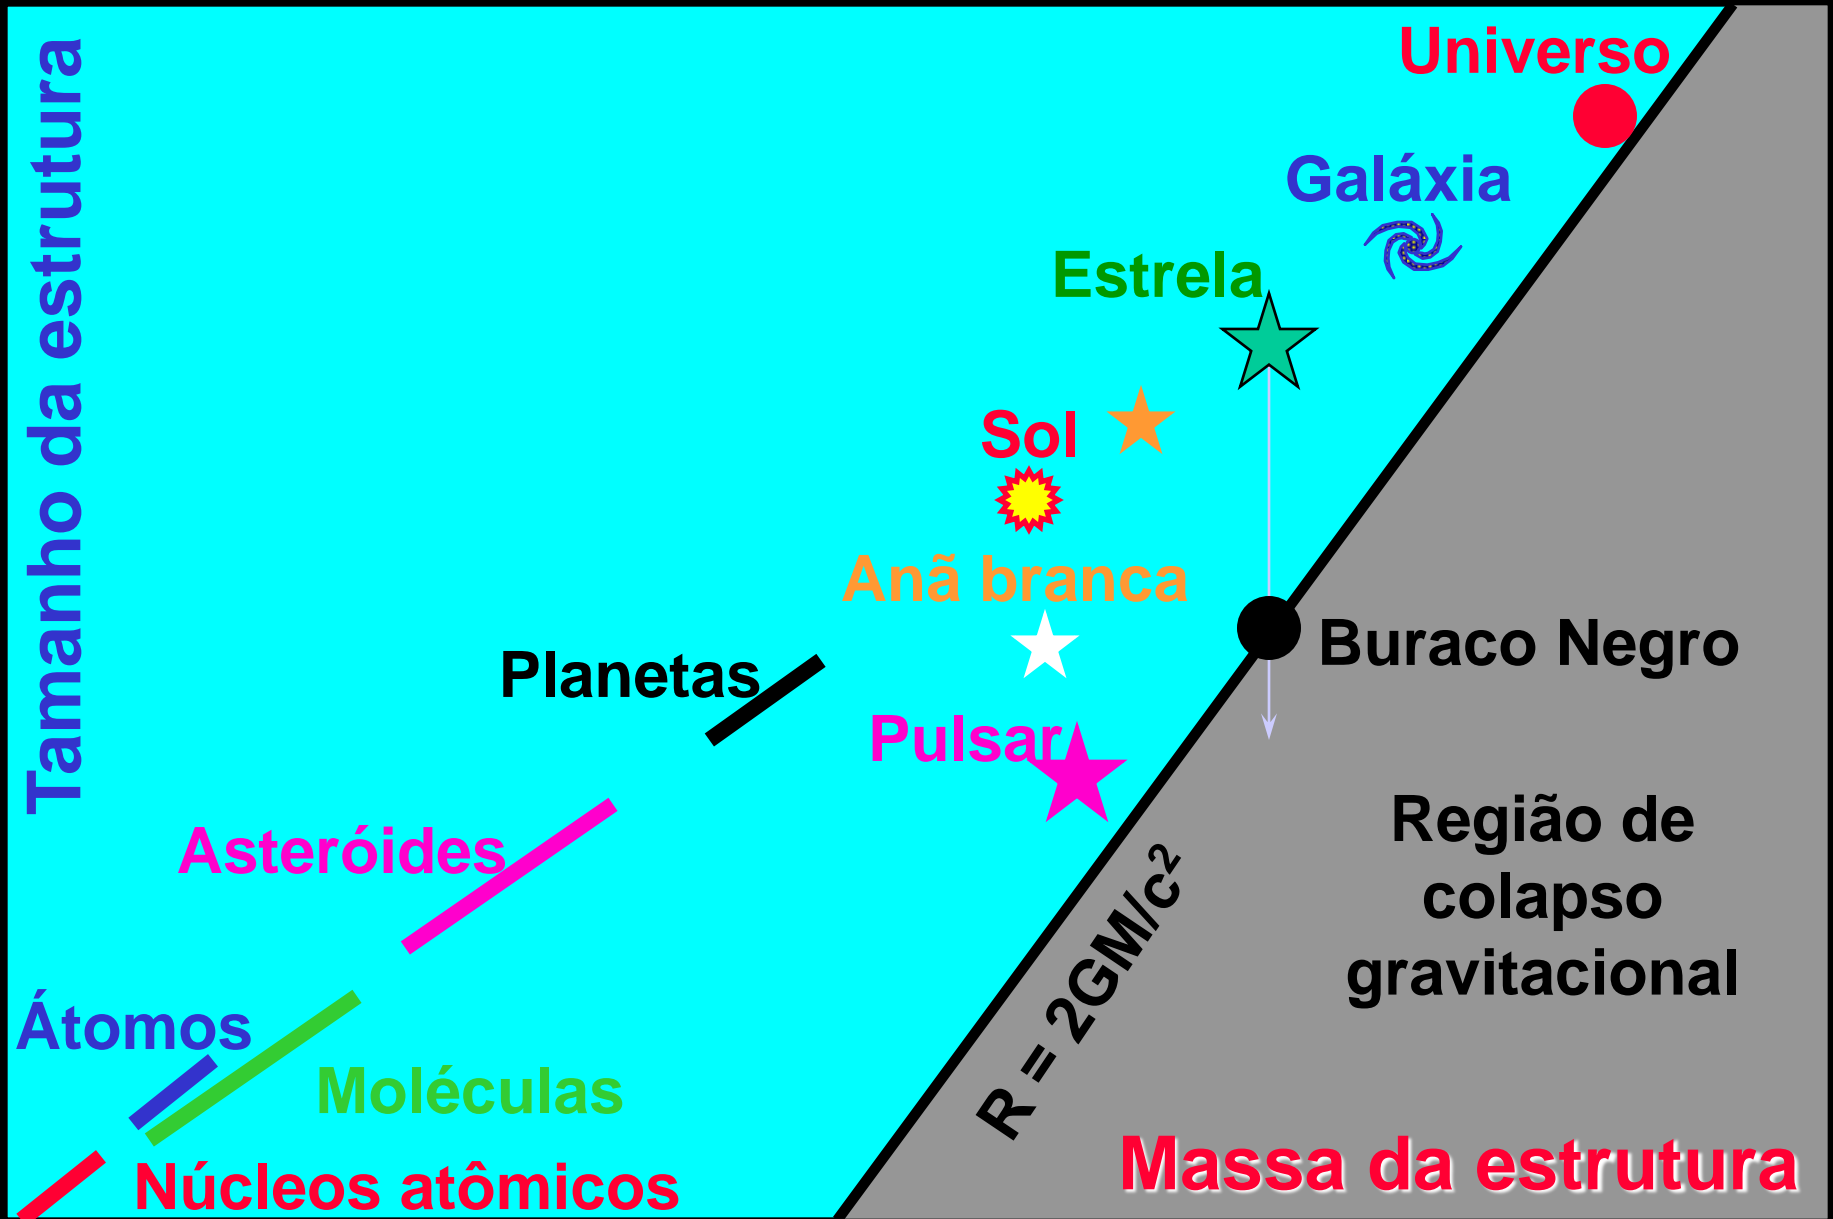 Tamanho da estrutura
Universo
Galáxia
Estrela
Sol
Anã branca
Planetas
Buraco Negro
Pulsar
Asteróides
Região de
colapso
gravitacional
R = 2GM/c²
Átomos
Moléculas
Núcleos atômicos
Massa da estrutura